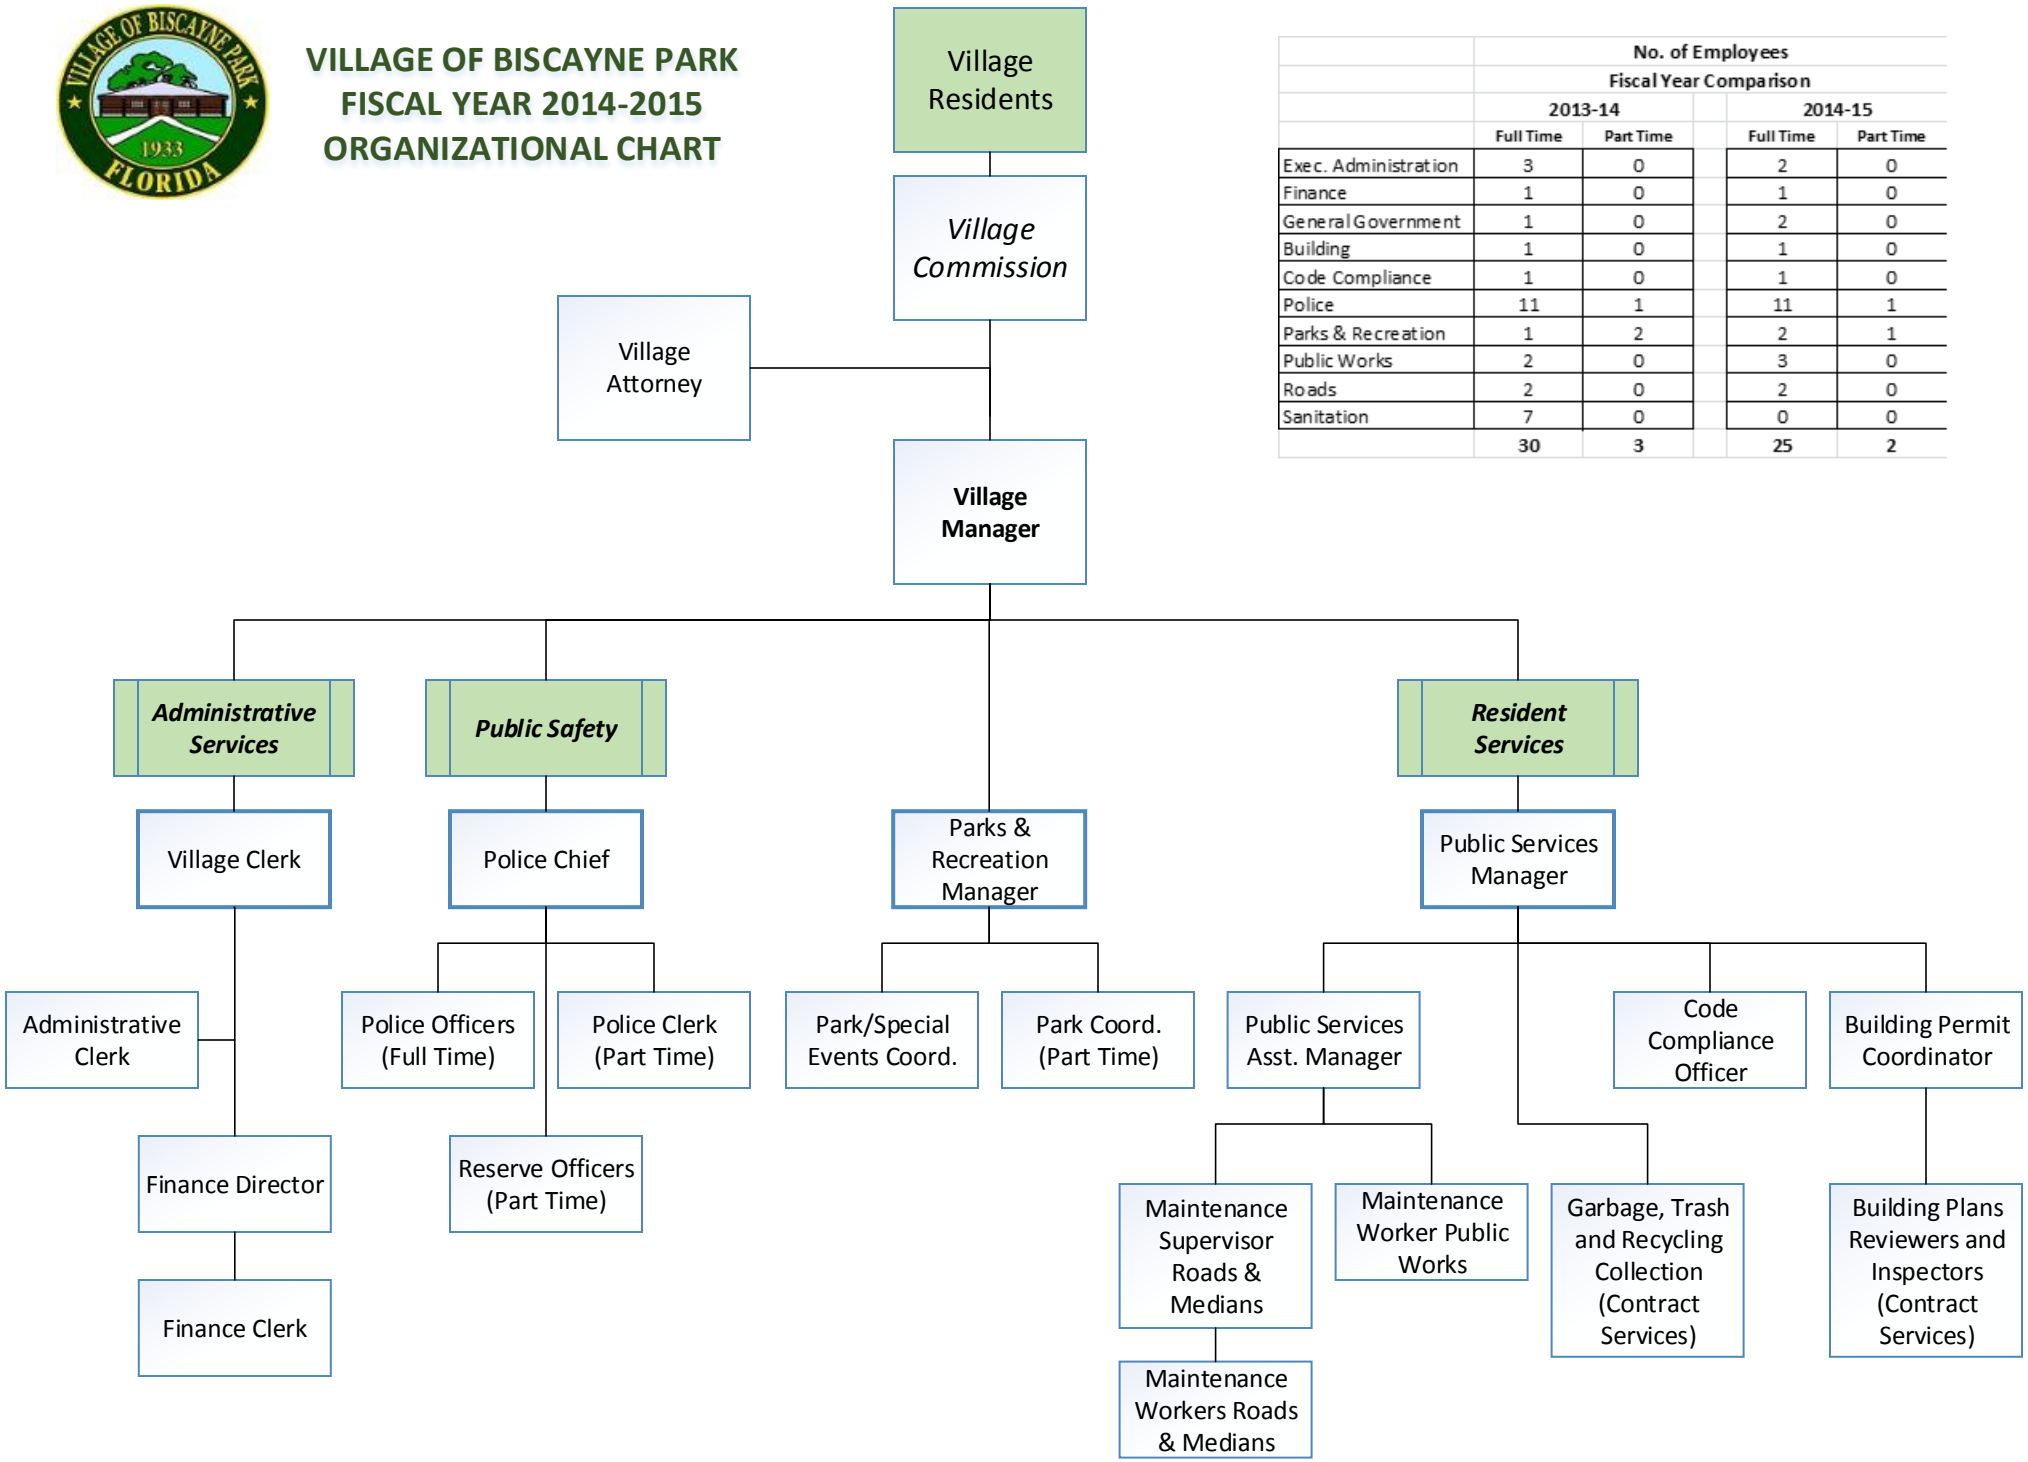 VILLAGE OF BISCAYNE PARK
FLORIDA
1933
VILLAGE OF BISCAYNE PARK
FISCAL YEAR 2014-2015
ORGANIZATIONAL CHART
Village
Residents
No. of Employees
Fiscal Year Comparison
2013-14 2014-15
Full Time Part Time Full Time Part Time
Exec. Administration 3 0 2 0
Finance 1 0 1 0
General Government 1 0 2 0
Building 1 0 1 0
Code Compliance 1 0 1 0
Police 11 1 11 1
Parks & Recreation 1 2 2 1
Public Works 2 0 3 0
Roads 2 0 2 0
Sanitation 7 0 0 0
30 3 25 2
Village
Commission
Village
Attorney
Village
Manager
Administrative
Services
Public Safety
Resident
Services
Village Clerk
Police Chief
Parks &
Recreation
Manager
Public Services
Manager
Administrative
Clerk
Police Officers
(Full Time)
Police Clerk
(Part Time)
Park/Special
Events Coord.
Park Coord.
(Part Time)
Public Services
Asst. Manager
Code
Compliance
Officer
Building Permit
Coordinator
Finance Director
Reserve Officers
(Part Time)
Maintenance
Supervisor
Roads &
Medians
Maintenance
Worker Public
Works
Garbage, Trash
and Recycling
Collection
(Contract
Services)
Building Plans
Reviewers and
Inspectors
(Contract
Services)
Finance Clerk
Maintenance
Workers Roads
& Medians